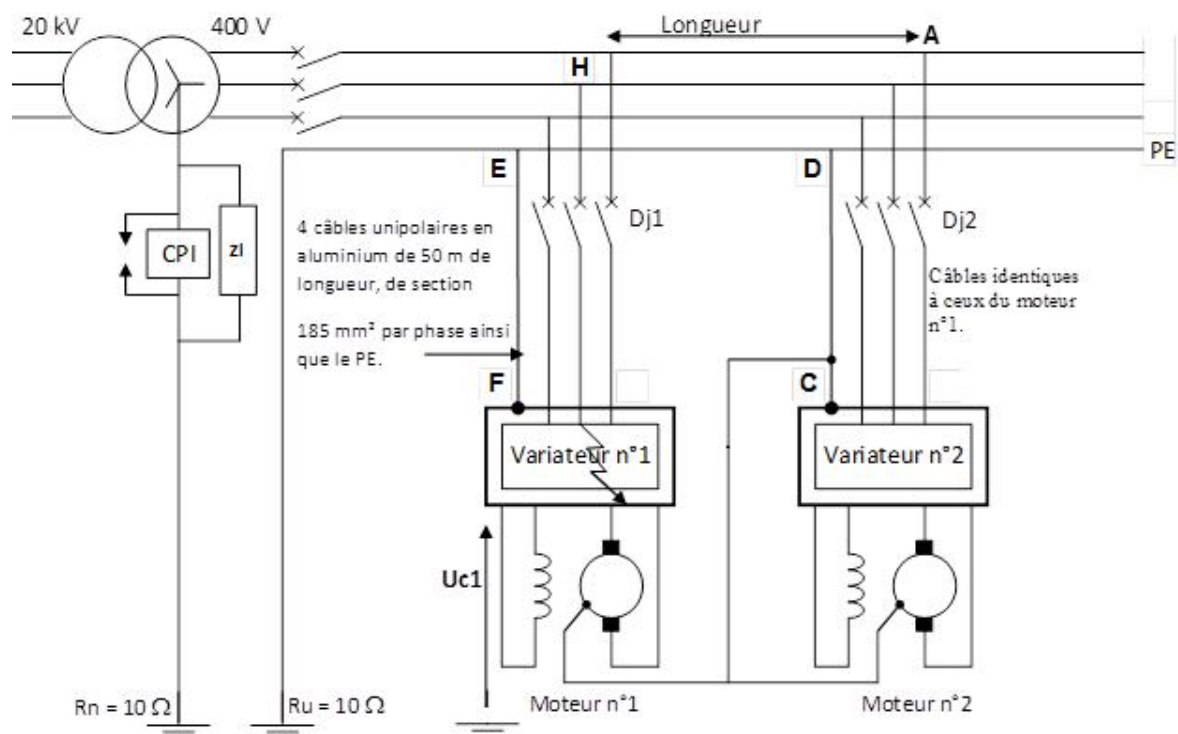 20 kV
400 V
Longueur
A
H
PE
E
D
Dj1
Dj2
4 câbles unipolaires en
aluminium de 50 m de
longueur, de section
185 mm² par phase ainsi
que le PE.
CPI
ZI
Câbles identiques
à ceux du moteur
n°1.
F
C
Variateur n°1
Variateur n°2
Uc1
Rn = 10 Ω
Ru = 10 Ω
Moteur n°1
Moteur n°2